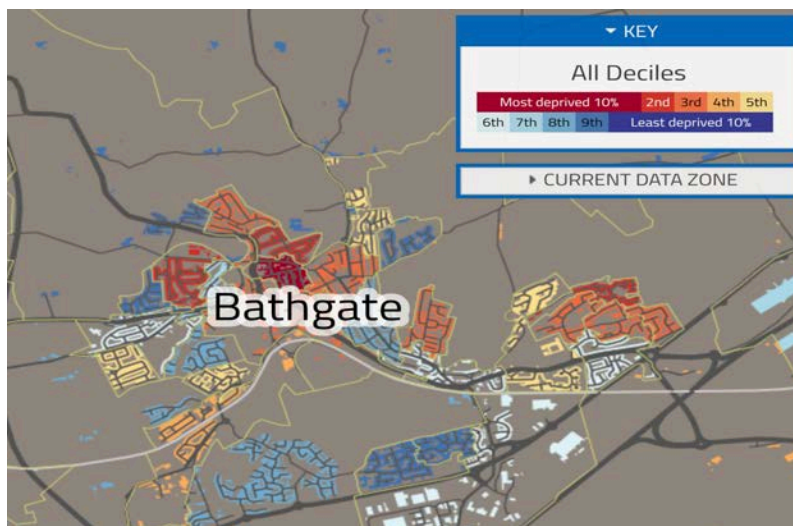 KEY
All Deciles
Most deprived 10% 2nd 3rd 4th 5th
6th 7th 8th 9th Least deprived 10%
CURRENT DATA ZONE
Bathgate